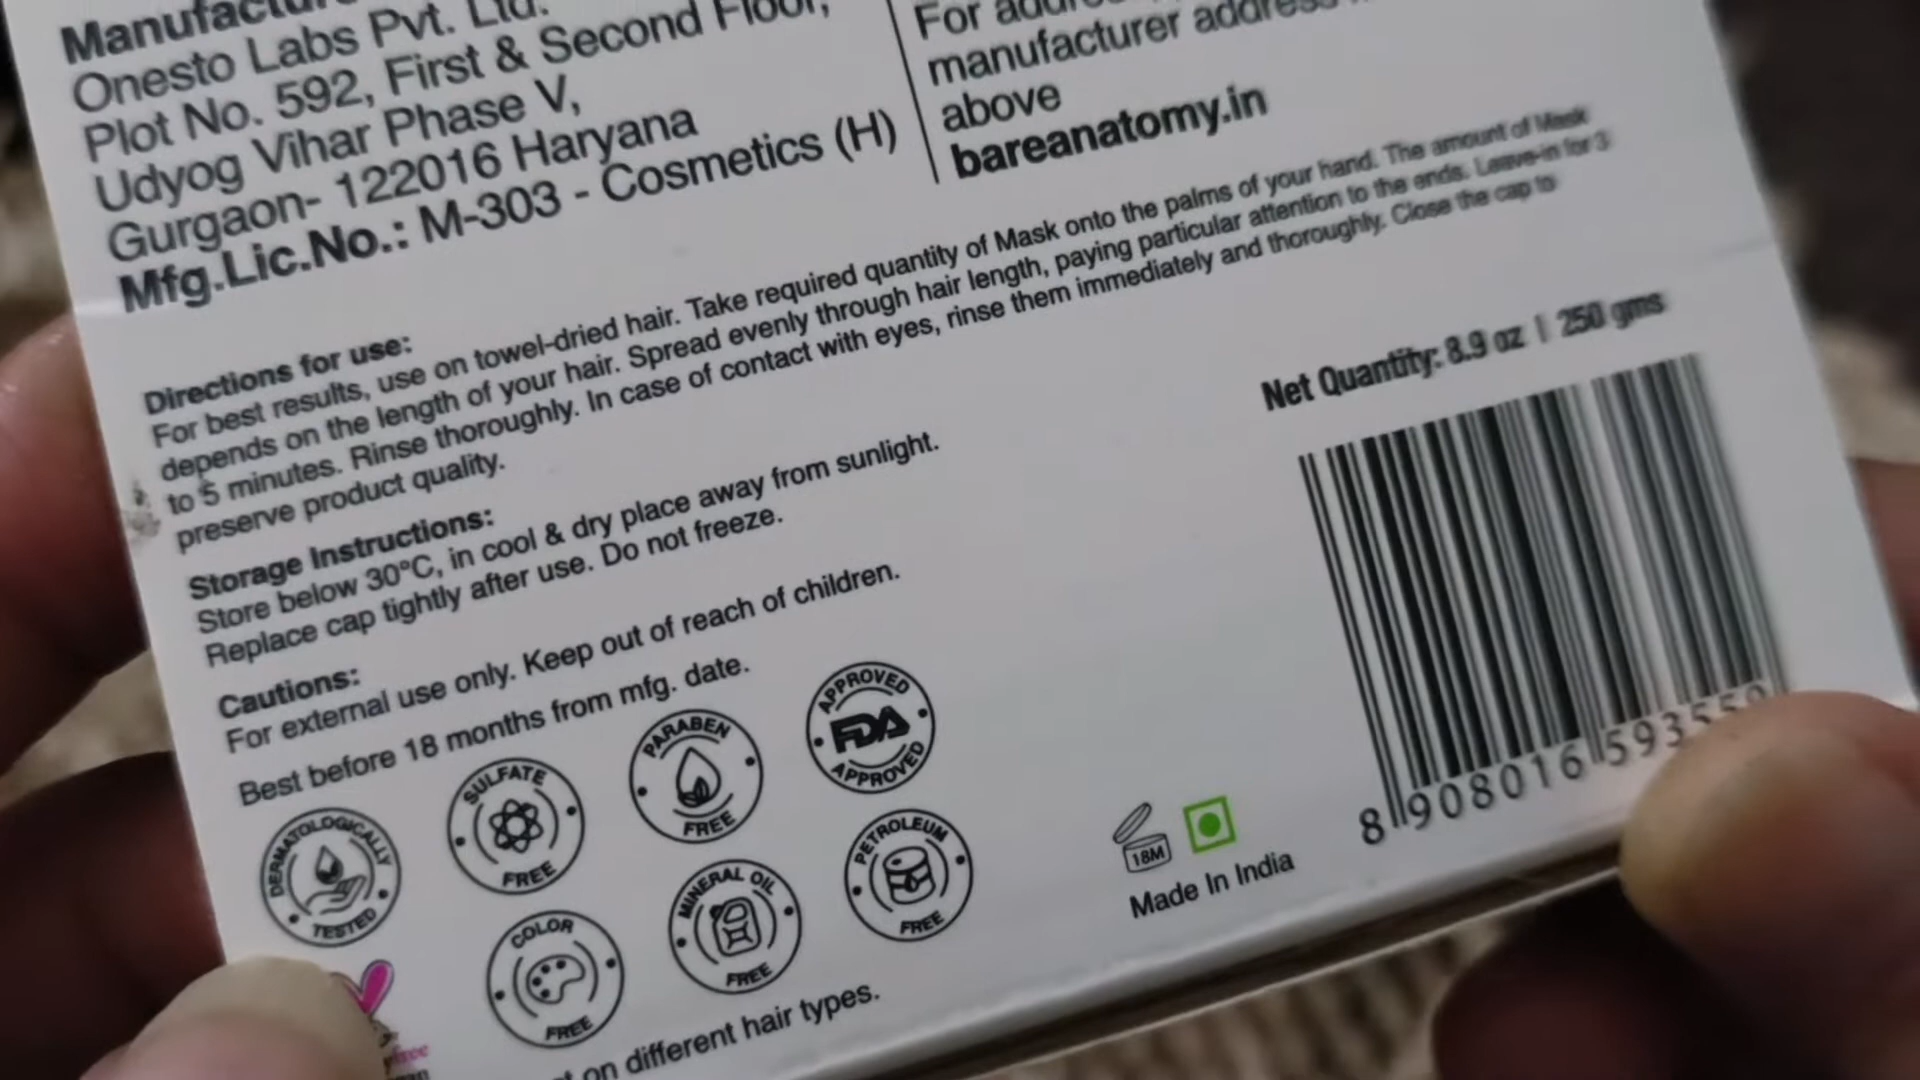 Onesto Labs Pvt. Ltd.
Plot No. 592, First & Second Floor,
Udyog Vihar Phase V,
Gurgaon- 122016 Haryana
Mfg.Lic.No.: M-303 - Cosmetics (H)
For
manufacturer address
above
bareanatomy.in
Directions for use:
For best results, use on towel-dried hair. Take required quantity of Mask onto the palms of your hand. The amount of Mask
depends on the length of your hair. Spread evenly through hair length, paying particular attention to the ends. Leave-in for 3
to 5 minutes. Rinse thoroughly. In case of contact with eyes, rinse them immediately and thoroughly. Close the cap to
preserve product quality.
Storage Instructions:
Store below 30°C, in cool & dry place away from sunlight.
Replace cap tightly after use. Do not freeze.
Cautions:
For external use only. Keep out of reach of children.
Best before 18 months from mfg. date.
Net Quantity: 8.9 oz | 250 gms
8 908016 59355
DERMATOLOGICALLY TESTED
SULFATE FREE
PARABEN FREE
APPROVED FDA APPROVED
COLOR FREE
MINERAL OIL FREE
PETROLEUM FREE
18M
Made In India
on different hair types.